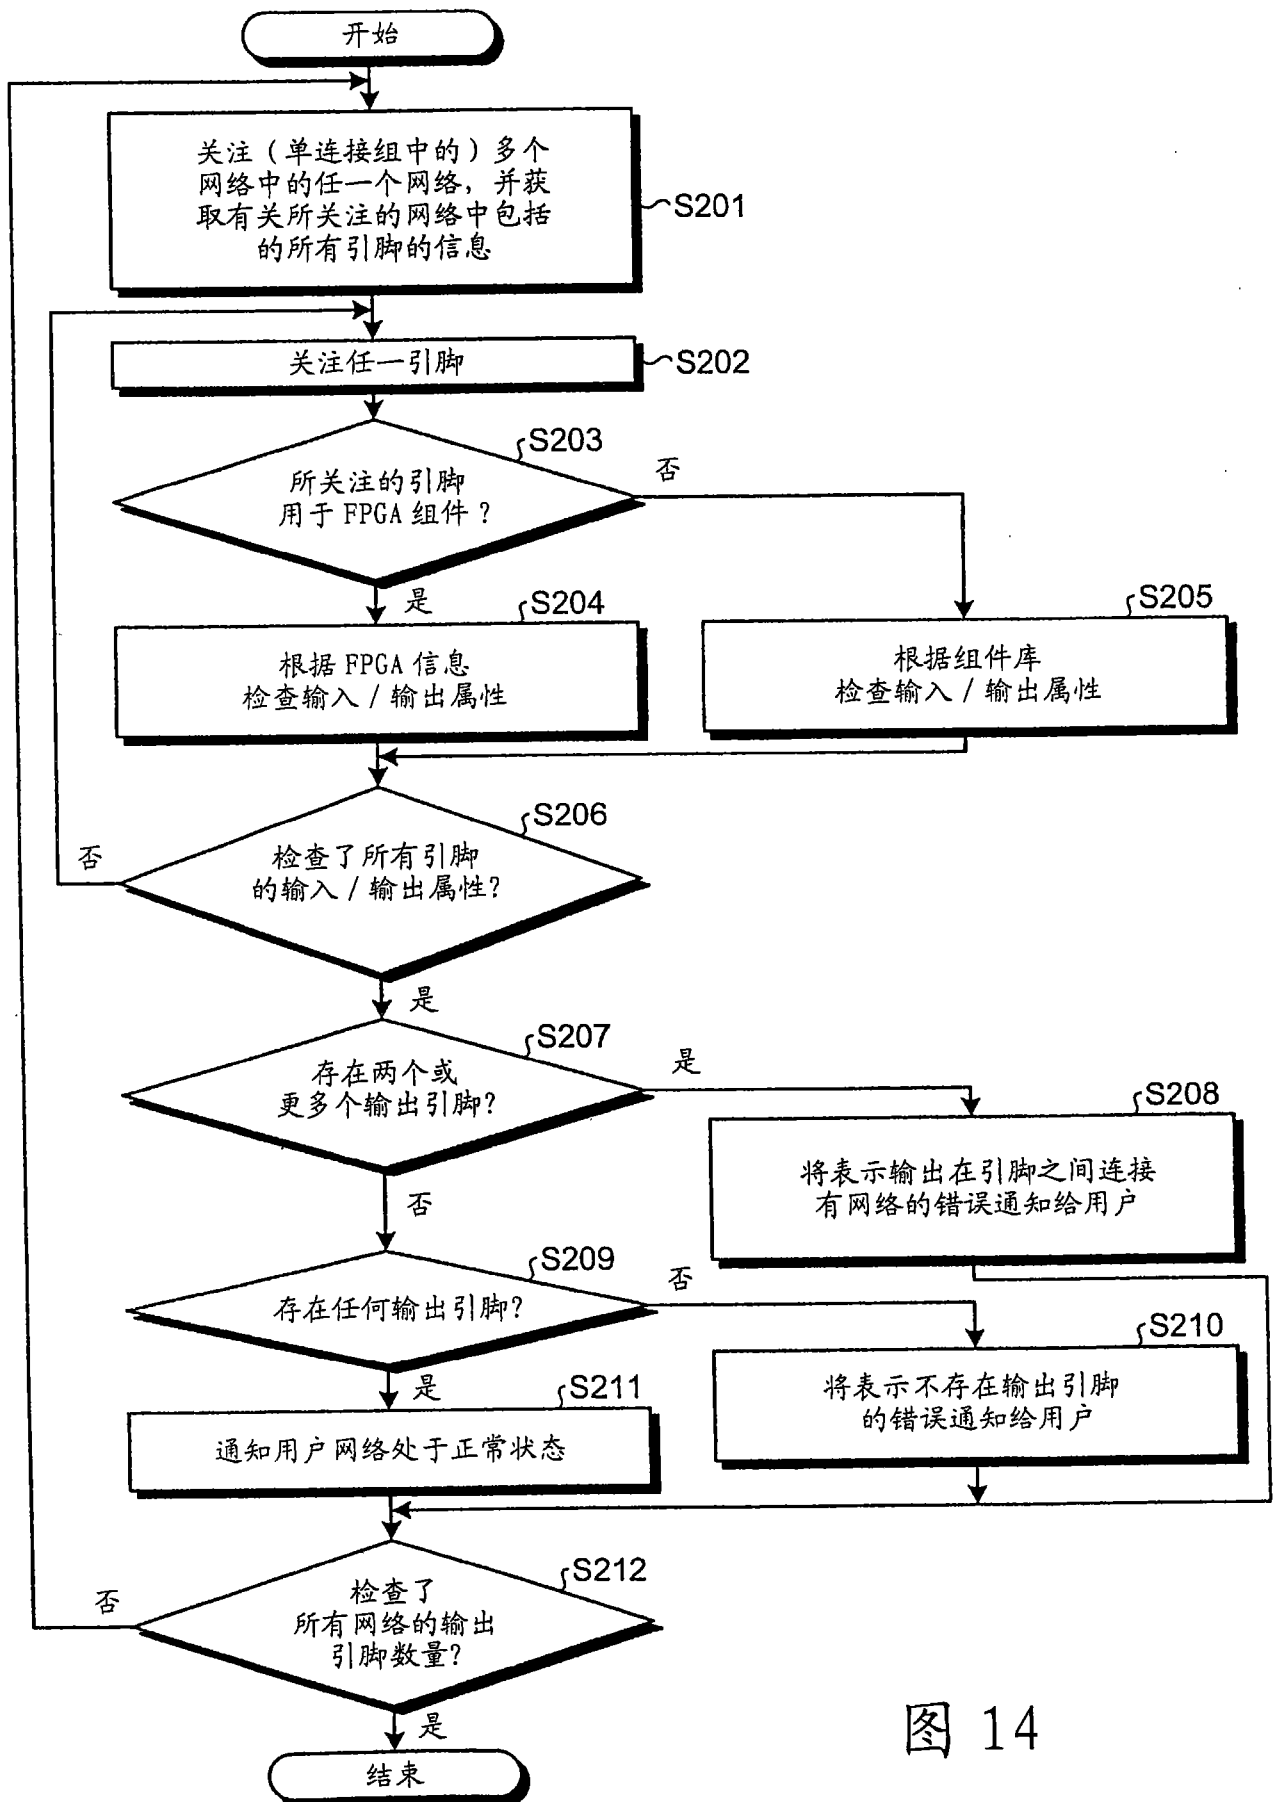 开始
关注（单连接组中的）多个
网络中的任一个网络，并获
取有关所关注的网络中包括
的所有引脚的信息
S201
关注任一引脚
S202
S203
所关注的引脚
用于 FPGA 组件？
否
是
S204
根据 FPGA 信息
检查输入 / 输出属性
S205
根据组件库
检查输入 / 输出属性
S206
检查了所有引脚
的输入 / 输出属性?
否
是
S207
存在两个或
更多个输出引脚?
是
否
S208
将表示输出在引脚之间连接
有网络的错误通知给用户
S209
存在任何输出引脚?
否
是
S210
将表示不存在输出引脚
的错误通知给用户
S211
通知用户网络处于正常状态
S212
检查了
所有网络的输出
引脚数量?
否
是
结束
图 14